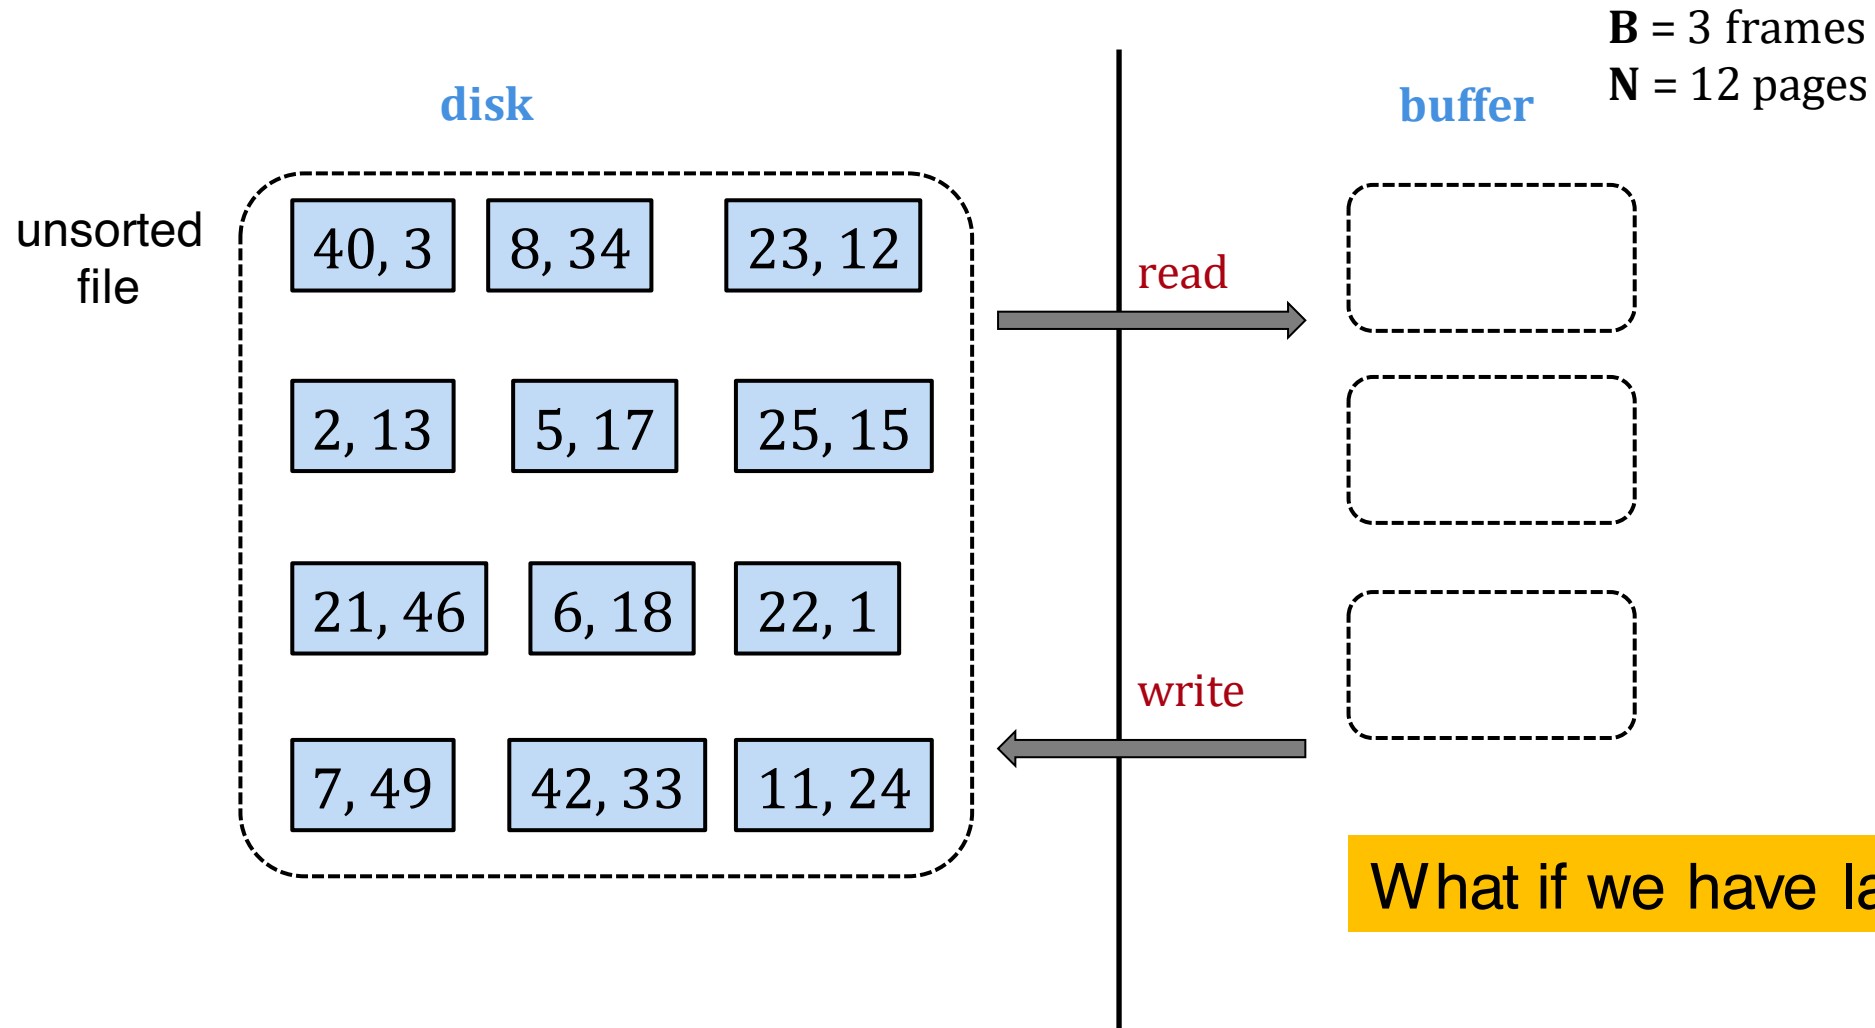 B = 3 frames
N = 12 pages
disk
buffer
unsorted
file
40, 3
8, 34
23, 12
read
2, 13
5, 17
25, 15
21, 46
6, 18
22, 1
write
7, 49
42, 33
11, 24
What if we have